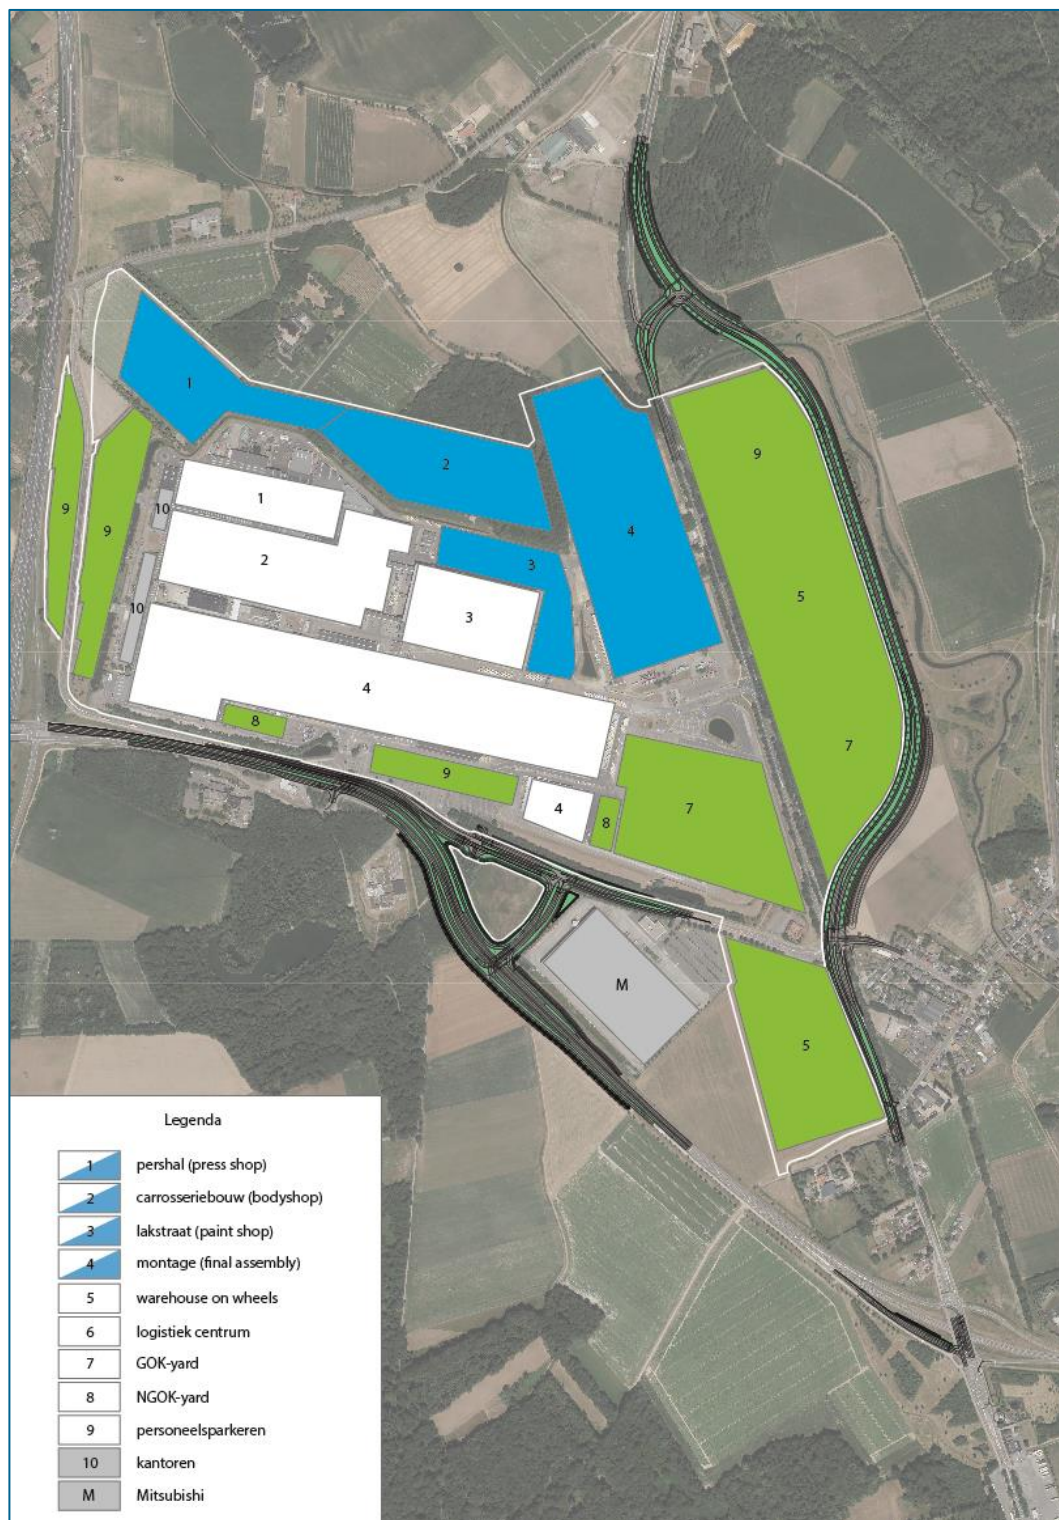 1
2
4
9
3
1
10
9
9
2
5
10
3
4
8
9
7
4
8
7
M
5
Legenda
1 pershal (press shop)
2 carrosseriebouw (bodyshop)
3 lakstraat (paint shop)
4 montage (final assembly)
5 warehouse on wheels
6 logistiek centrum
7 GOK-yard
8 NGOK-yard
9 personeelsparkeren
10 kantoren
M Mitsubishi